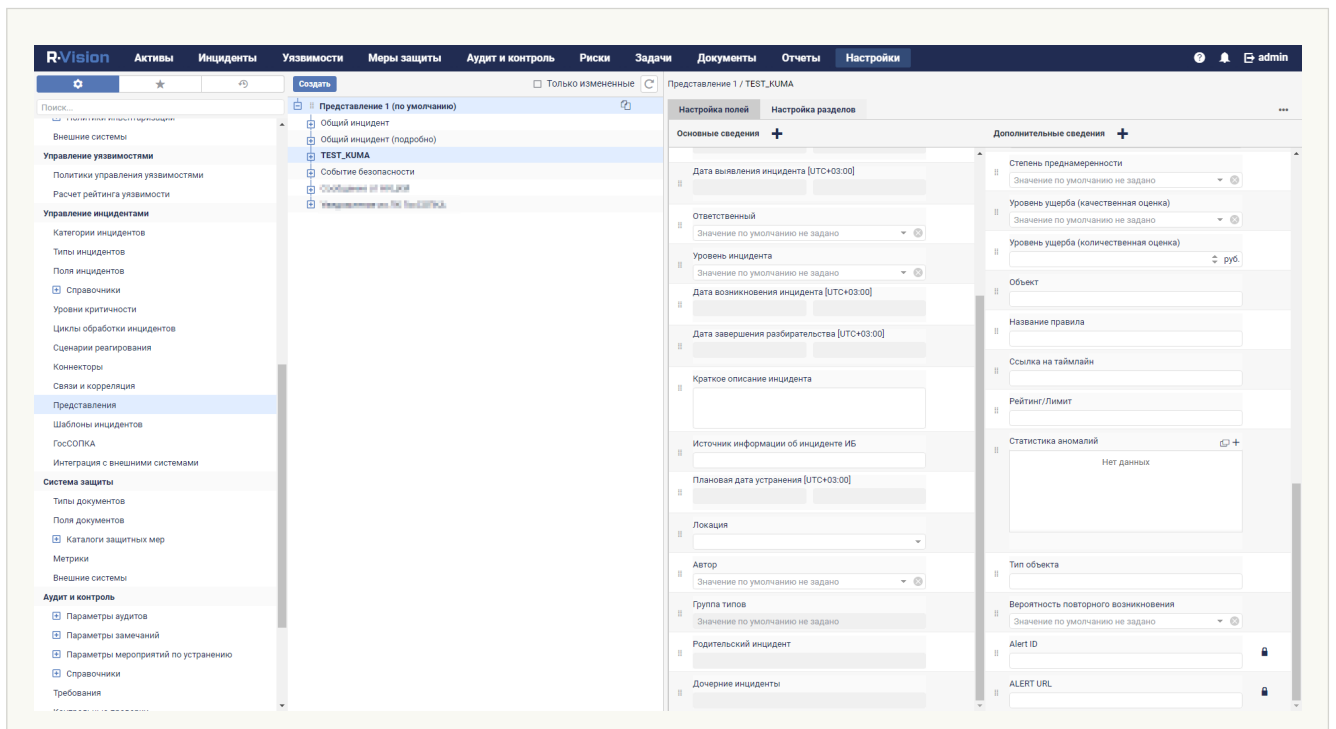 R·Vision Активы Инциденты Уязвимости Меры защиты Аудит и контроль Риски Задачи Документы Отчеты Настройки admin
Поиск...
Внешние системы
Управление уязвимостями
Политики управления уязвимостями
Расчет рейтинга уязвимости
Управление инцидентами
Категории инцидентов
Типы инцидентов
Поля инцидентов
Справочники
Уровни критичности
Циклы обработки инцидентов
Сценарии реагирования
Коннекторы
Связи и корреляция
Представления
Шаблоны инцидентов
ГосСОПКА
Интеграция с внешними системами
Система защиты
Типы документов
Поля документов
Каталоги защитных мер
Метрики
Внешние системы
Аудит и контроль
Параметры аудитов
Параметры замечаний
Параметры мероприятий по устранению
Справочники
Требования
Создать Только измененные
Представление 1 (по умолчанию)
Общий инцидент
Общий инцидент (подробно)
TEST_KUMA
Событие безопасности
Представление 1 / TEST_KUMA
Настройка полей Настройка разделов
Основные сведения
Дата выявления инцидента [UTC+03:00]
Ответственный
Значение по умолчанию не задано
Уровень инцидента
Значение по умолчанию не задано
Дата возникновения инцидента [UTC+03:00]
Дата завершения разбирательства [UTC+03:00]
Краткое описание инцидента
Источник информации об инциденте ИБ
Плановая дата устранения [UTC+03:00]
Локация
Автор
Значение по умолчанию не задано
Группа типов
Значение по умолчанию не задано
Родительский инцидент
Дочерние инциденты
Дополнительные сведения
Степень преднамеренности
Значение по умолчанию не задано
Уровень ущерба (качественная оценка)
Значение по умолчанию не задано
Уровень ущерба (количественная оценка)
руб.
Объект
Название правила
Ссылка на таймлайн
Рейтинг/Лимит
Статистика аномалий
Нет данных
Тип объекта
Вероятность повторного возникновения
Значение по умолчанию не задано
Alert ID
ALERT URL